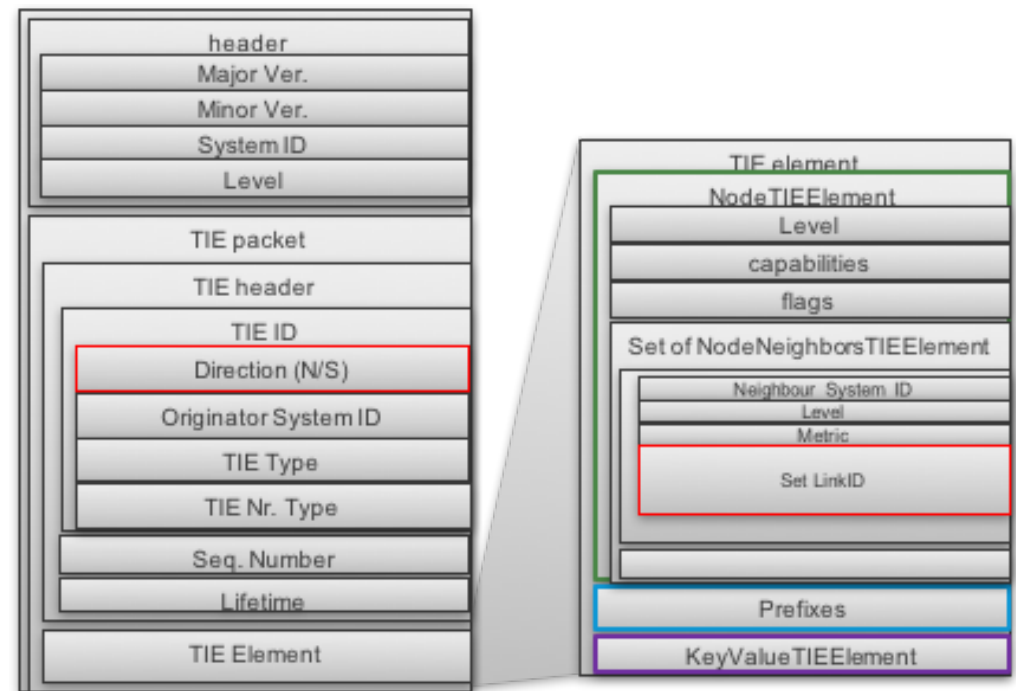 header
Major Ver.
Minor Ver.
System ID
Level
TIE packet
TIE header
TIE ID
Direction (N/S)
Originator System ID
TIE Type
TIE Nr. Type
Seq. Number
Lifetime
TIE Element
TIE element
NodeTIEElement
Level
capabilities
flags
Set of NodeNeighborsTIEElement
Neighbour System ID
Level
Metric
Set LinkID
Prefixes
KeyValueTIEElement